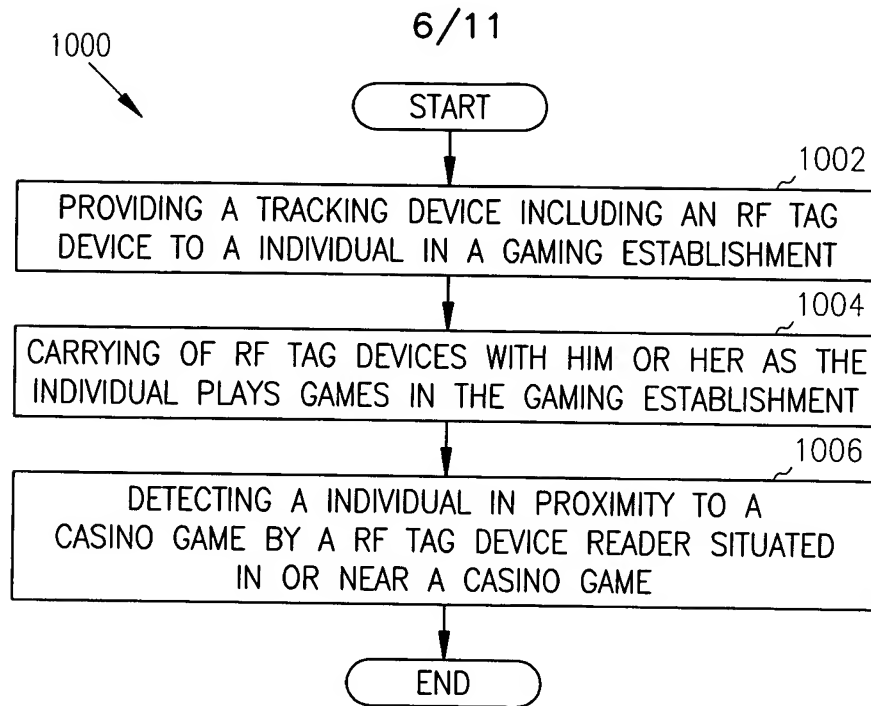 6/11
1000
START
1002
PROVIDING A TRACKING DEVICE INCLUDING AN RF TAG
DEVICE TO A INDIVIDUAL IN A GAMING ESTABLISHMENT
1004
CARRYING OF RF TAG DEVICES WITH HIM OR HER AS THE
INDIVIDUAL PLAYS GAMES IN THE GAMING ESTABLISHMENT
1006
DETECTING A INDIVIDUAL IN PROXIMITY TO A
CASINO GAME BY A RF TAG DEVICE READER SITUATED
IN OR NEAR A CASINO GAME
END